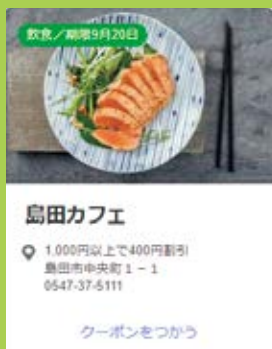 飲食／期限9月20日
島田カフェ
1,000円以上で400円割引
島田市中央町１－１
0547-37-5111
クーポンをつかう